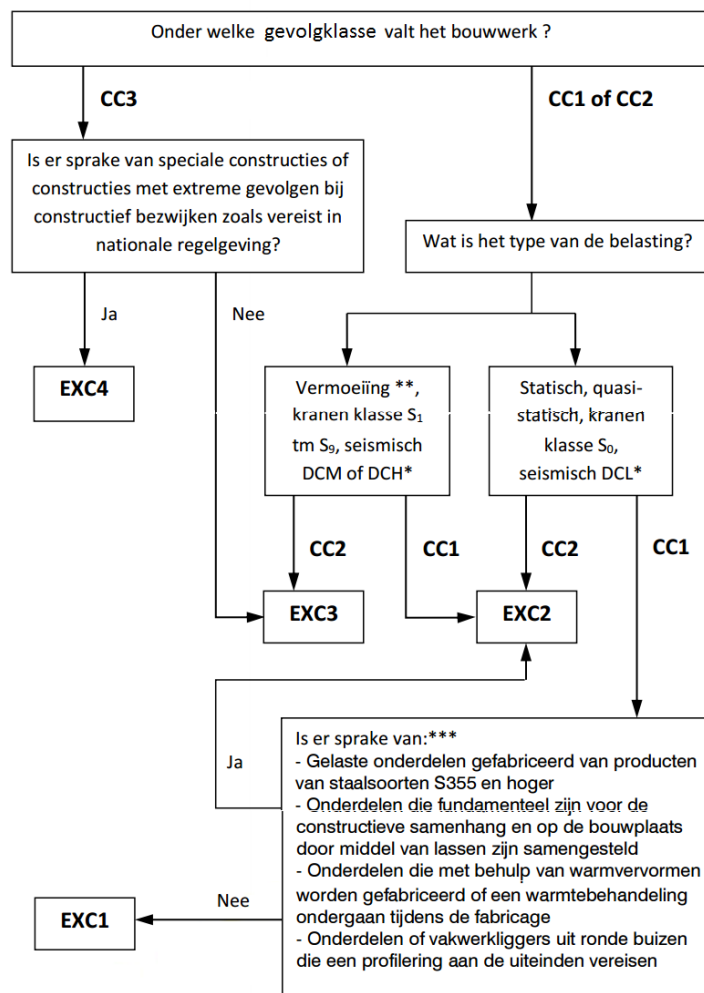 Onder welke gevolgklasse valt het bouwwerk ?
CC3
CC1 of CC2
Is er sprake van speciale constructies of
constructies met extreme gevolgen bij
constructief bezwijken zoals vereist in
nationale regelgeving?
Wat is het type van de belasting?
Ja
Nee
EXC4
Vermoeiïng **,
kranen klasse S₁
tm S₉, seismisch
DCM of DCH*
Statisch, quasi-
statisch, kranen
klasse S₀,
seismisch DCL*
CC2
CC1
CC2
CC1
EXC3
EXC2
Is er sprake van:***
- Gelaste onderdelen gefabriceerd van producten
van staalsoorten S355 en hoger
- Onderdelen die fundamenteel zijn voor de
constructieve samenhang en op de bouwplaats
door middel van lassen zijn samengesteld
- Onderdelen die met behulp van warmvervormen
worden gefabriceerd of een warmtebehandeling
ondergaan tijdens de fabricage
- Onderdelen of vakwerkliggers uit ronde buizen
die een profilering aan de uiteinden vereisen
Ja
Nee
EXC1